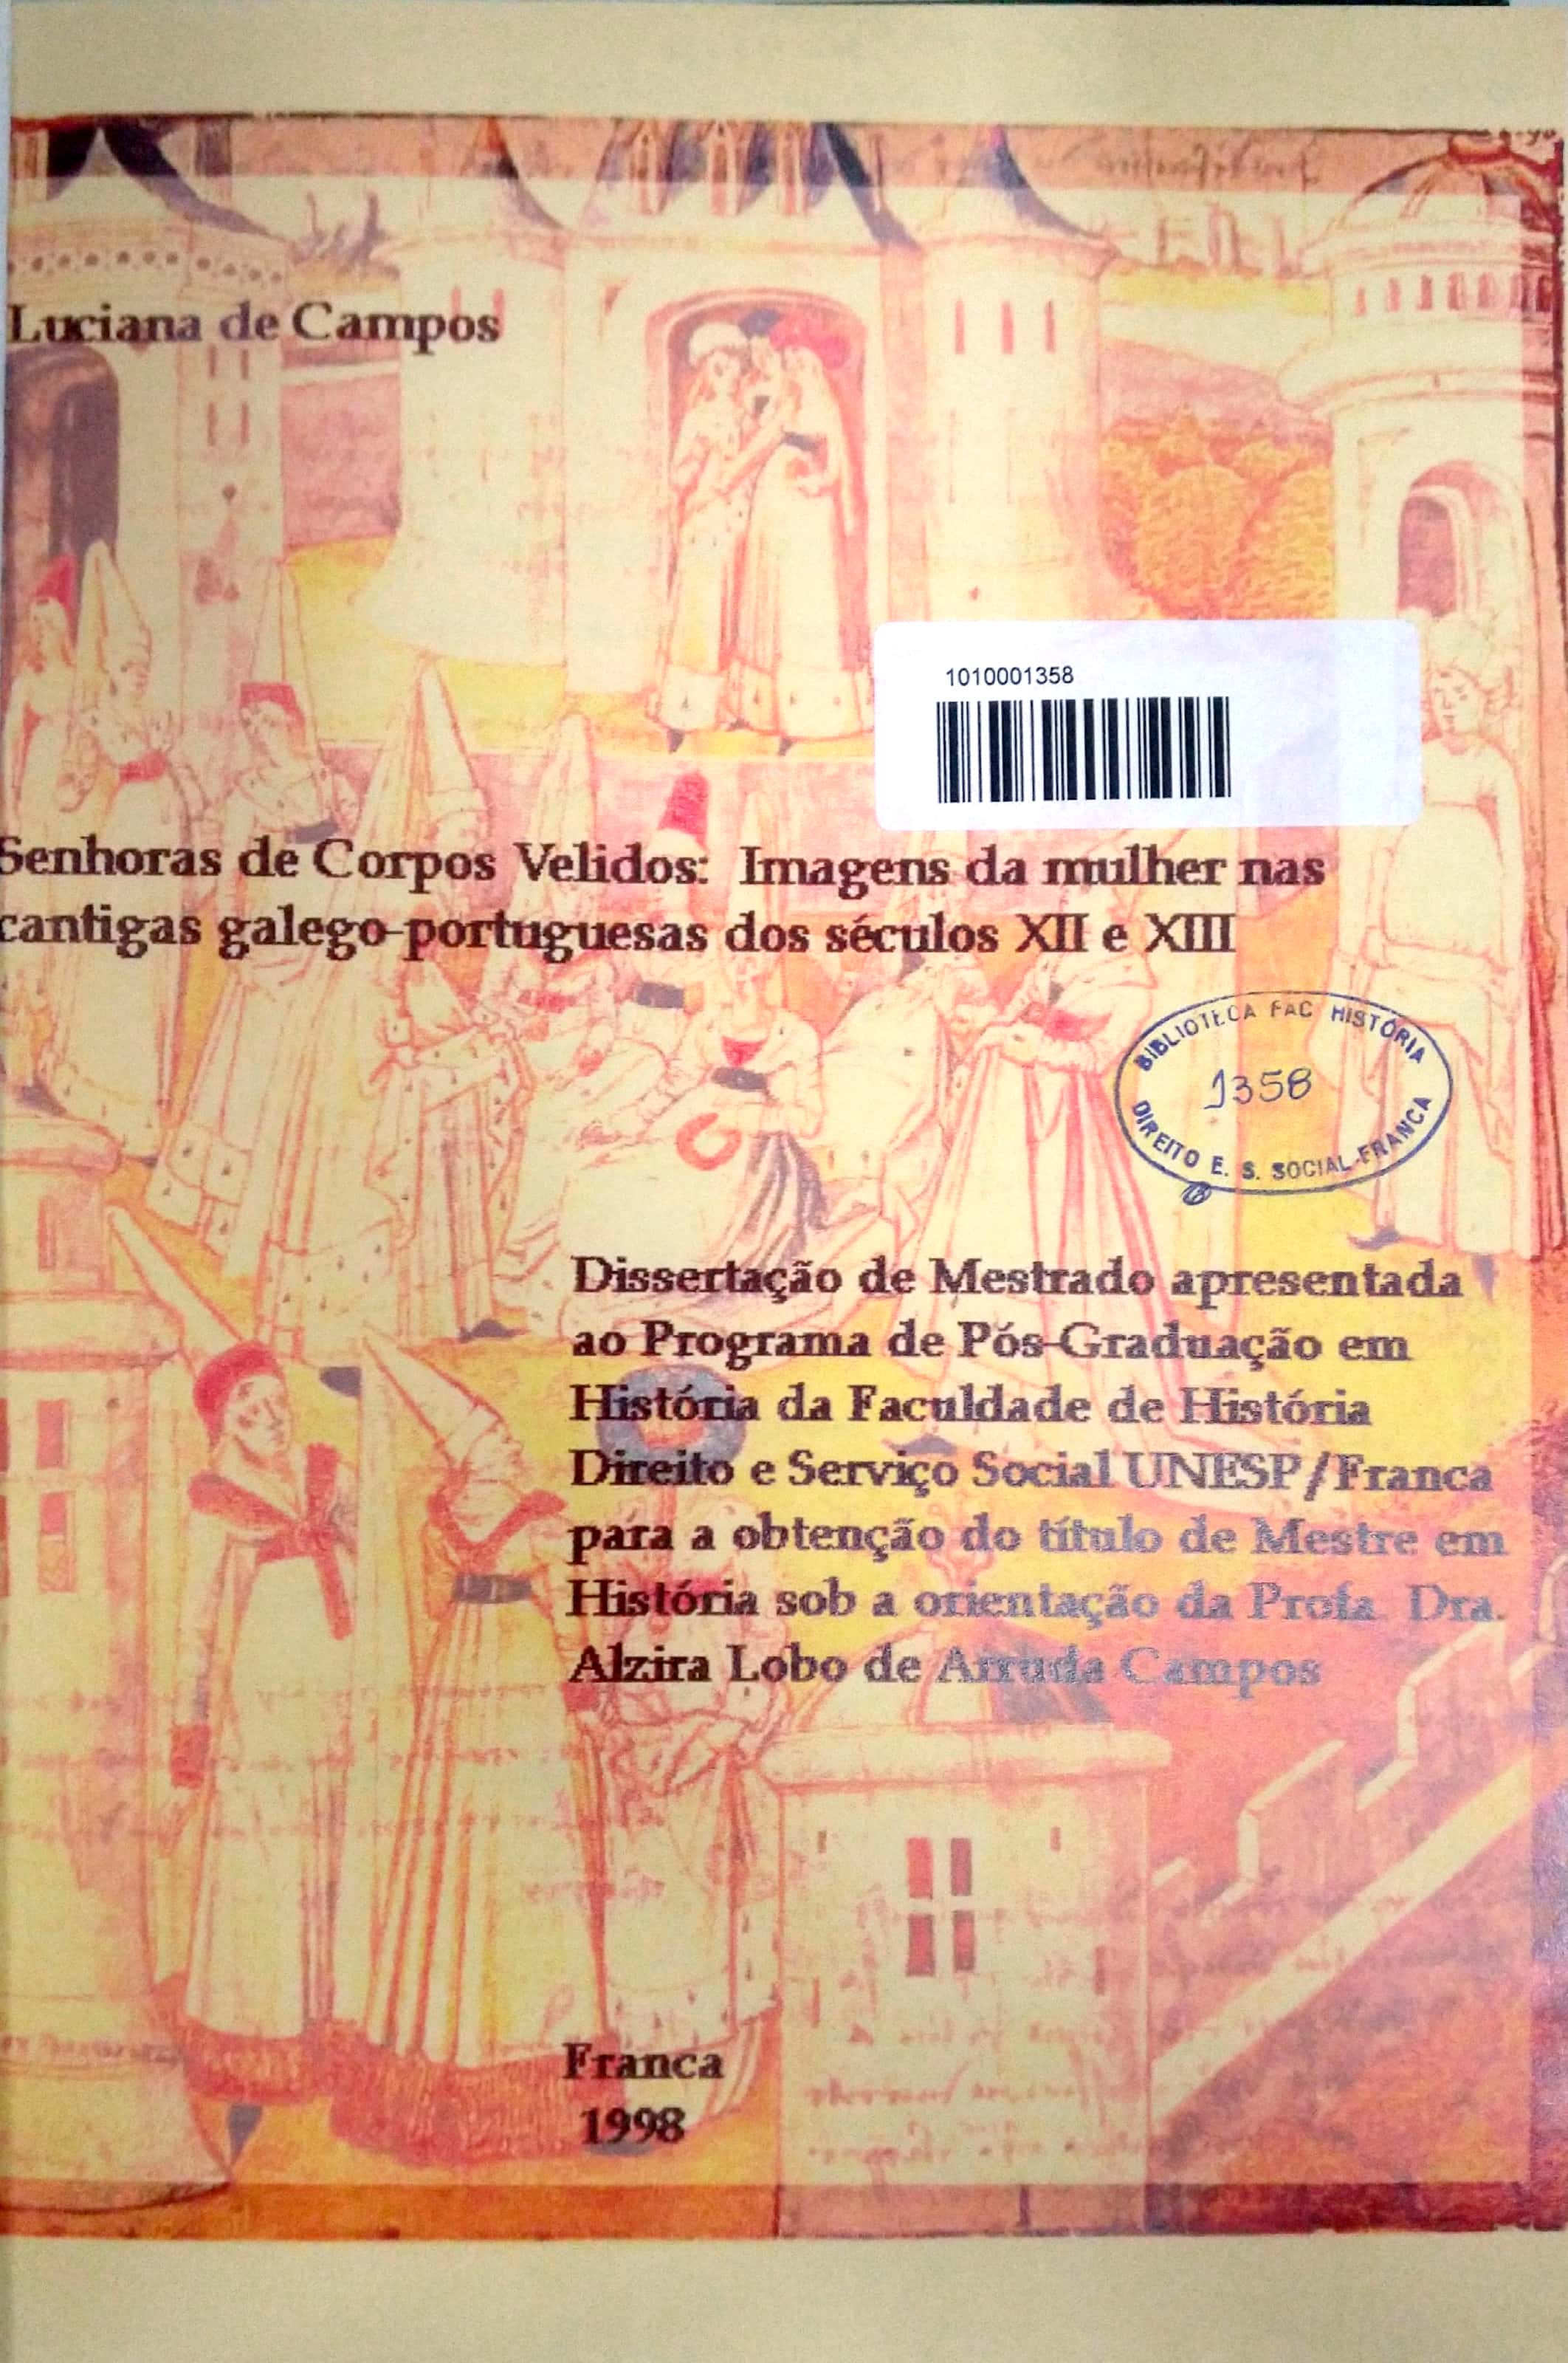 Luciana de Campos
1010001358
Senhoras de Corpos Velidos: Imagens da mulher nas
cantigas galego-portuguesas dos séculos XII e XIII
BIBLIOTECA FAC HISTÓRIA
1358
DIREITO E. S. SOCIAL-FRANCA
Dissertação de Mestrado apresentada
ao Programa de Pós-Graduação em
História da Faculdade de História
Direito e Serviço Social UNESP/Franca
para a obtenção do título de Mestre em
História sob a orientação da Profa. Dra.
Alzira Lobo de Arruda Campos
Franca
1998